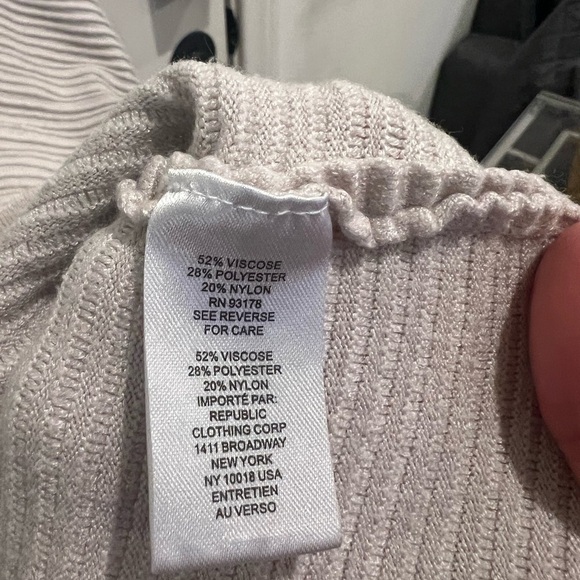 52% VISCOSE
28% POLYESTER
20% NYLON
RN 93178
SEE REVERSE
FOR CARE
52% VISCOSE
28% POLYESTER
20% NYLON
IMPORTÉ PAR:
REPUBLIC
CLOTHING CORP
1411 BROADWAY
NEW YORK
NY 10018 USA
ENTRETIEN
AU VERSO